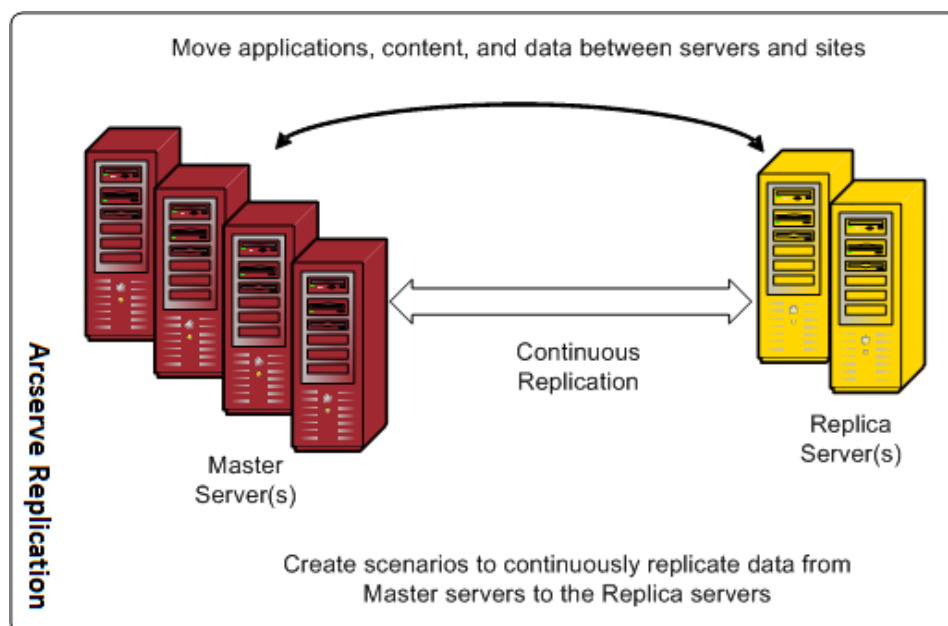 Move applications, content, and data between servers and sites
Continuous
Replication
Master
Server(s)
Replica
Server(s)
Arcserve Replication
Create scenarios to continuously replicate data from
Master servers to the Replica servers